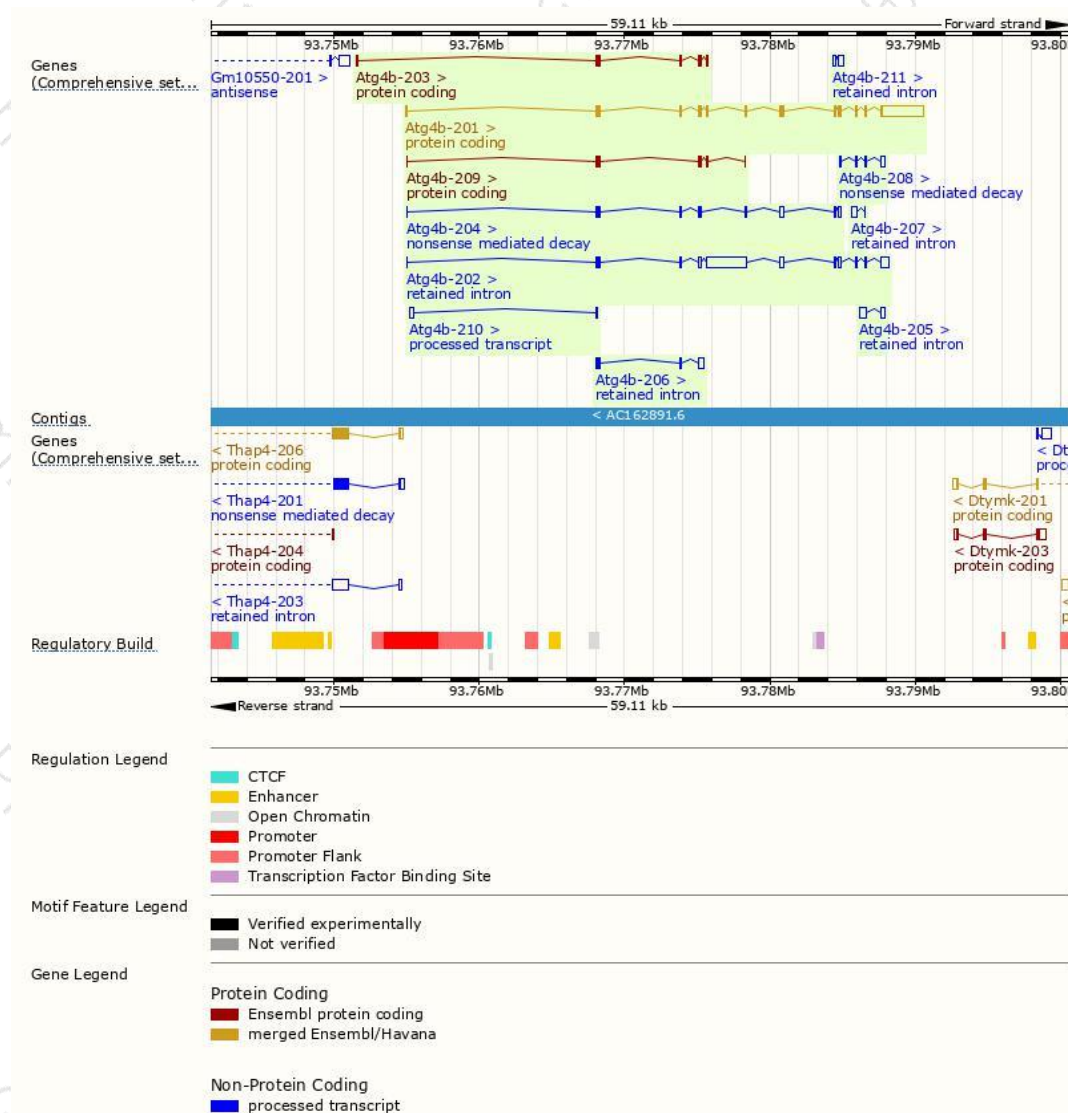 59.11 kb Forward strand
93.75Mb 93.76Mb 93.77Mb 93.78Mb 93.79Mb 93.80
Genes
(Comprehensive set...
Gm10550-201 > Atg4b-203 > Atg4b-211 >
antisense protein coding retained intron
Atg4b-201 >
protein coding
Atg4b-209 > Atg4b-208 >
protein coding nonsense mediated decay
Atg4b-204 > Atg4b-207 >
nonsense mediated decay retained intron
Atg4b-202 >
retained intron
Atg4b-210 > Atg4b-205 >
processed transcript retained intron
Atg4b-206 >
retained intron
Contigs < AC162891.6
Genes
(Comprehensive set...
< Thap4-206 < Dt
protein coding proc
< Thap4-201 < Dtymk-201
nonsense mediated decay protein coding
< Thap4-204 < Dtymk-203
protein coding protein coding
< Thap4-203 <
retained intron p
Regulatory Build
93.75Mb 93.76Mb 93.77Mb 93.78Mb 93.79Mb 93.80
Reverse strand 59.11 kb
Regulation Legend
CTCF
Enhancer
Open Chromatin
Promoter
Promoter Flank
Transcription Factor Binding Site
Motif Feature Legend
Verified experimentally
Not verified
Gene Legend
Protein Coding
Ensembl protein coding
merged Ensembl/Havana
Non-Protein Coding
processed transcript